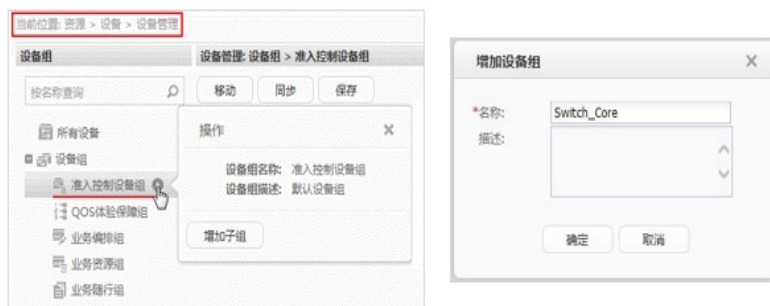 当前位置: 资源 > 设备 > 设备管理
设备组
设备管理: 设备组 > 准入控制设备组
按名称查询
移动
同步
保存
所有设备
设备组
准入控制设备组
QOS体验保障组
业务编排组
业务资源组
业务随行组
操作
设备组名称: 准入控制设备组
设备组描述: 默认设备组
增加子组
增加设备组
*名称: Switch_Core
描述:
确定
取消